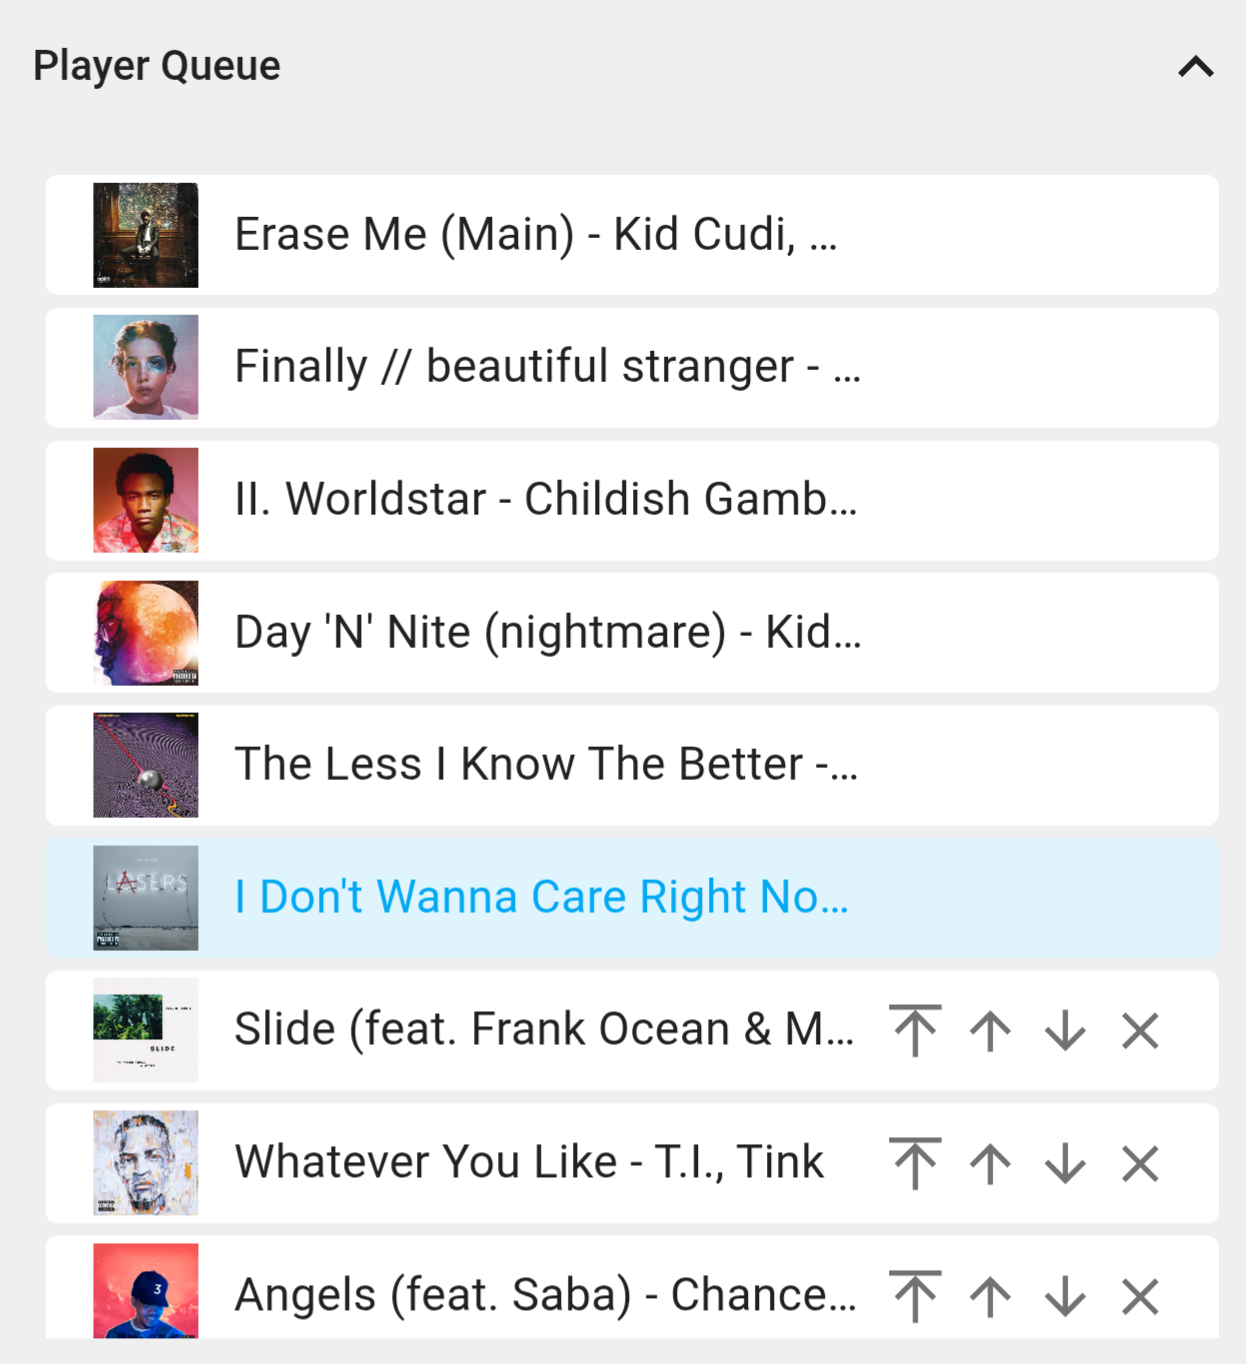 Player Queue
Erase Me (Main) - Kid Cudi, ...
Finally // beautiful stranger - ...
II. Worldstar - Childish Gamb...
Day 'N' Nite (nightmare) - Kid...
The Less I Know The Better -...
LASERS
I Don't Wanna Care Right No...
SLIDE
Slide (feat. Frank Ocean & M...
Whatever You Like - T.I., Tink
3
Angels (feat. Saba) - Chance...